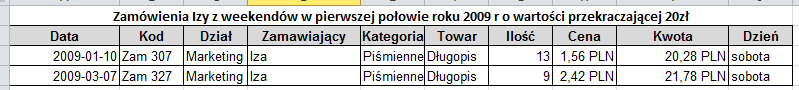 Zamówienia Izy z weekendów w pierwszej połowie roku 2009 r o wartości przekraczającej 20zł
Data Kod Dział Zamawiający Kategoria Towar Ilość Cena Kwota Dzień
2009-01-10 Zam 307 Marketing Iza Piśmienne Długopis 13 1,56 PLN 20,28 PLN sobota
2009-03-07 Zam 327 Marketing Iza Piśmienne Długopis 9 2,42 PLN 21,78 PLN sobota